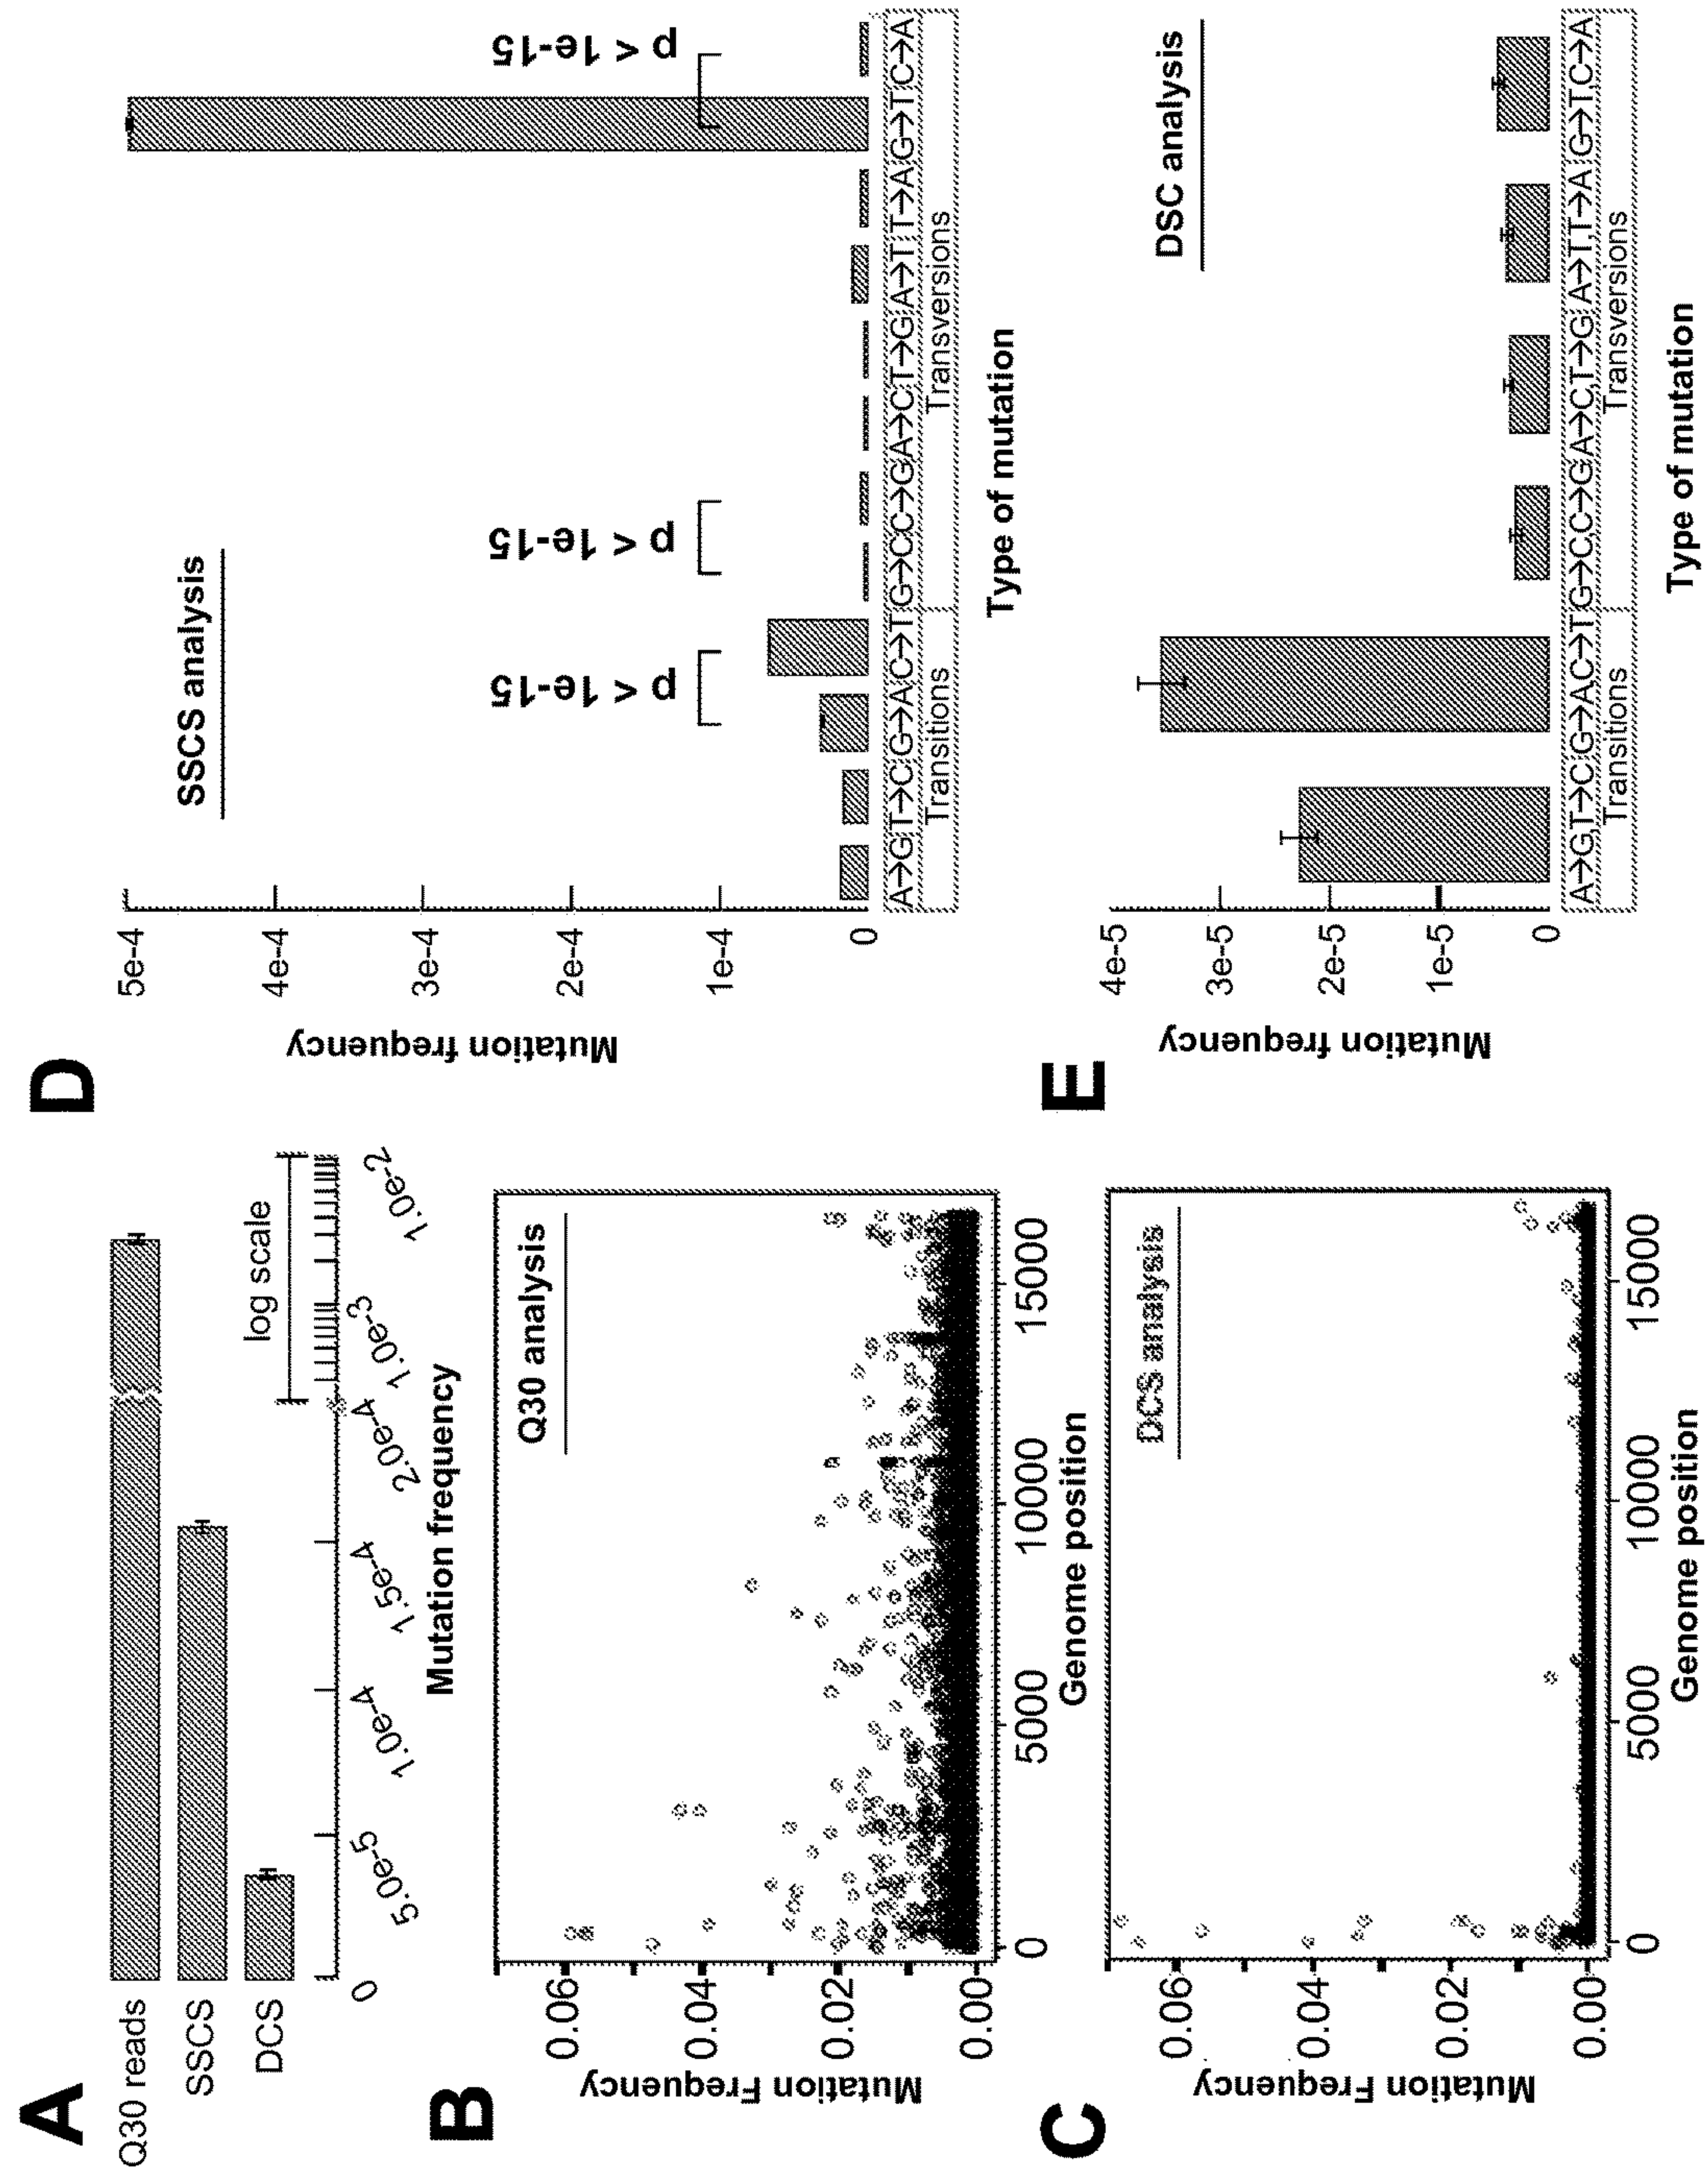 A
Q30 reads
SSCS
DCS
log scale
0
5.0e-5
1.0e-4
1.5e-4
2.0e-4
1.0e-3
1.0e-2
Mutation frequency
B
Q30 analysis
Mutation Frequency
0.06
0.04
0.02
0.00
0
5000
10000
15000
Genome position
C
DCS analysis
Mutation Frequency
0.06
0.04
0.02
0.00
0
5000
10000
15000
Genome position
D
SSCS analysis
Mutation frequency
5e-4
4e-4
3e-4
2e-4
1e-4
0
p < 1e-15
p < 1e-15
p < 1e-15
A→G T→C G→A C→T G→C C→G A→C T→G A→T T→A G→T C→A
Transitions Transversions
Type of mutation
E
DSC analysis
Mutation frequency
4e-5
3e-5
2e-5
1e-5
0
A→G,T→C G→A C→T G→C,C→G A→C,T→G A→T,T→A G→T,C→A
Transitions Transversions
Type of mutation